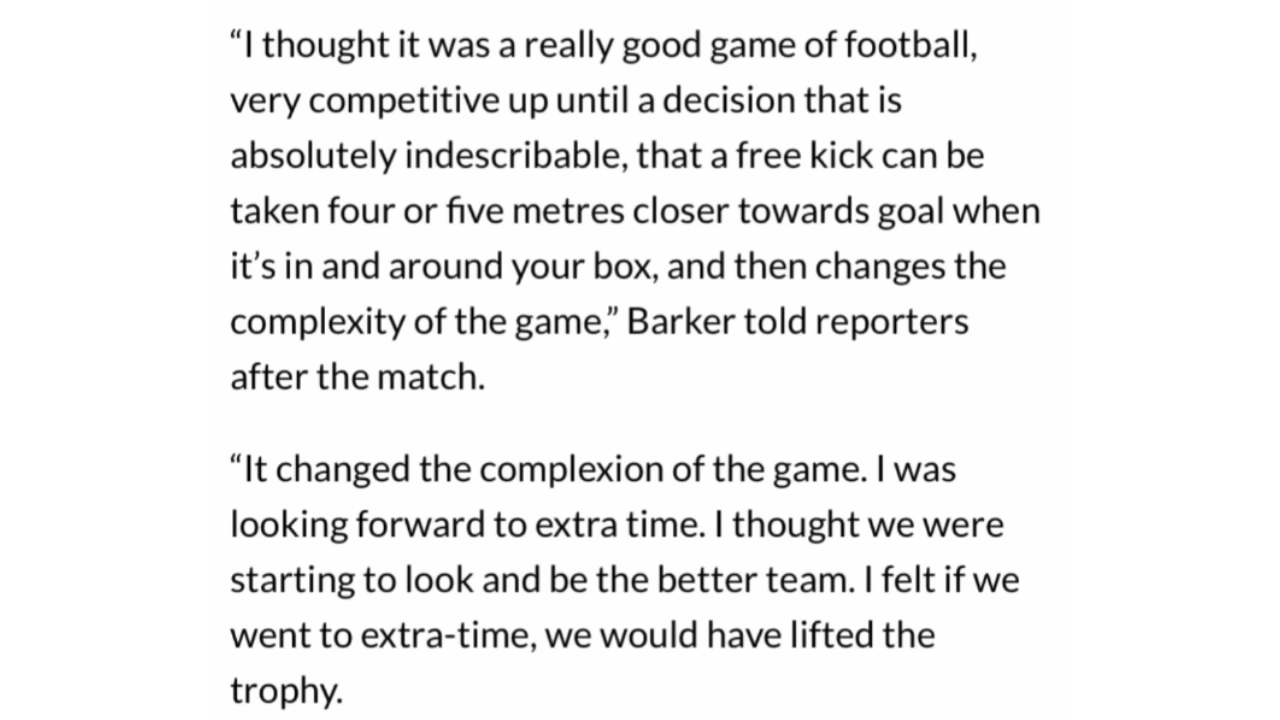 “I thought it was a really good game of football,
very competitive up until a decision that is
absolutely indescribable, that a free kick can be
taken four or five metres closer towards goal when
it’s in and around your box, and then changes the
complexity of the game,” Barker told reporters
after the match.
“It changed the complexion of the game. I was
looking forward to extra time. I thought we were
starting to look and be the better team. I felt if we
went to extra-time, we would have lifted the
trophy.